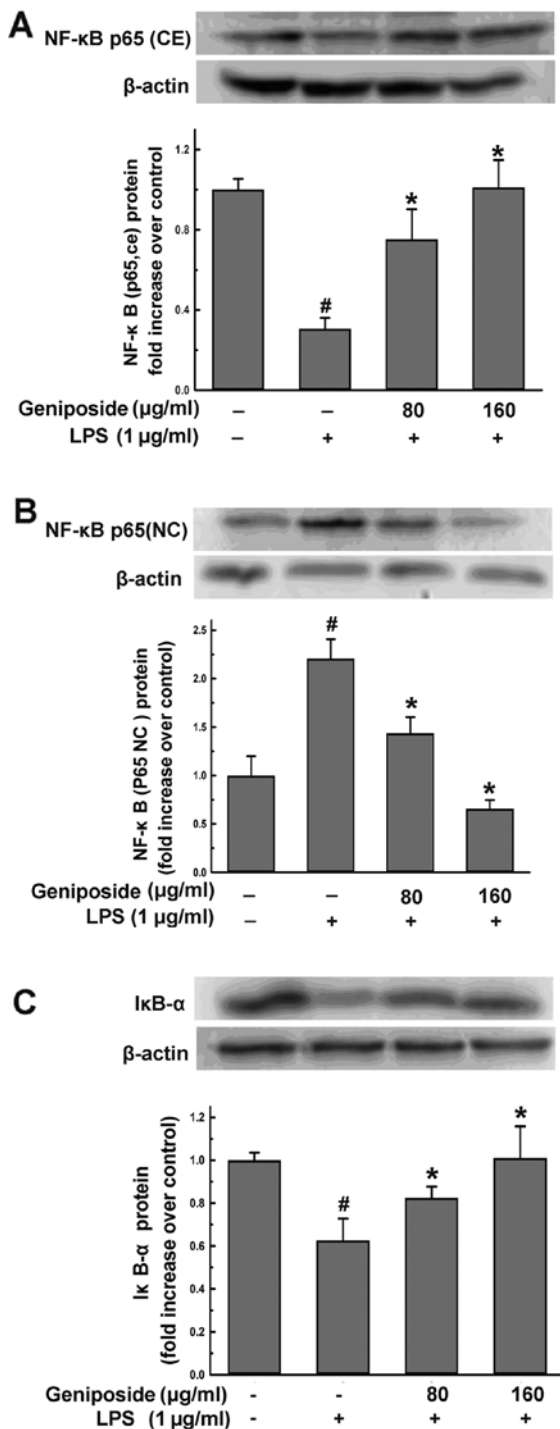 A
NF-κB p65 (CE)
β-actin
NF-κ B (p65,ce) protein
fold increase over control
1.2
0.8
0.4
0.0
#
*
*
Geniposide (µg/ml) – – 80 160
LPS (1 µg/ml) – + + +
B
NF-κB p65(NC)
β-actin
NF-κ B (P65 NC ) protein
(fold increase over control)
2.5
2.0
1.5
1.0
0.5
0.0
#
*
*
Geniposide (µg/ml) – – 80 160
LPS (1 µg/ml) – + + +
C
IκB-α
β-actin
Iκ B-α protein
(fold increase over control)
1.2
1.0
0.8
0.6
0.4
0.2
0.0
#
*
*
Geniposide (µg/ml) - - 80 160
LPS (1 µg/ml) - + + +